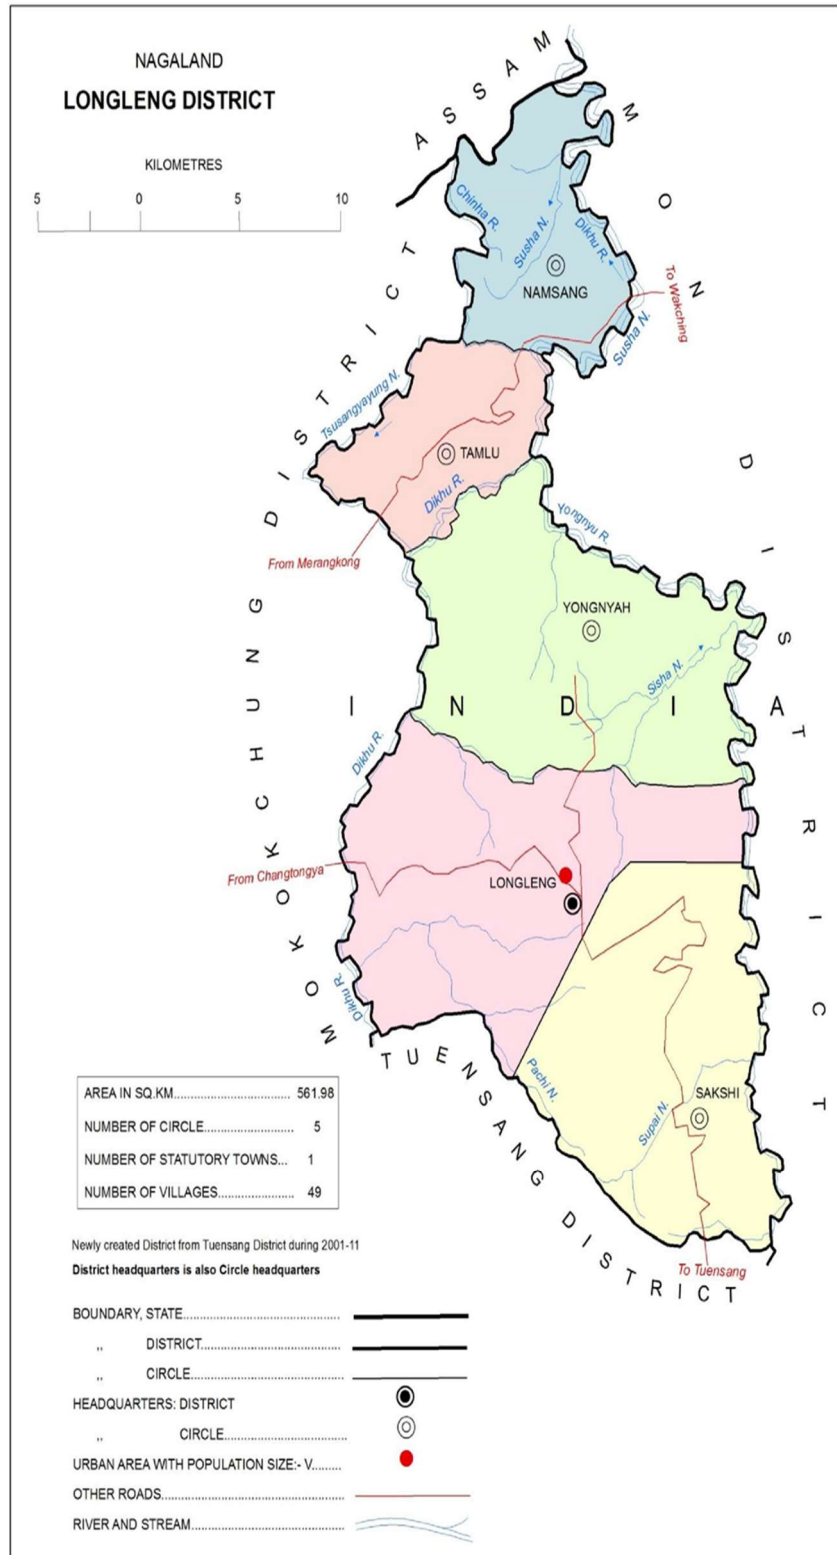 NAGALAND
LONGLENG DISTRICT
KILOMETRES
5 0 5 10
ASSAM
MON DISTRICT
MOKOKCHUNG DISTRICT
TUENSANG DISTRICT
INDIA
Chinha R.
Susha N.
Dikhu R.
NAMSANG
To Wakching
Susha N.
Tsusangyayung N.
TAMLU
Dikhu R.
From Merangkong
Yongnyu R.
YONGNYAH
Sisha N.
Dikhu R.
From Changtongya
LONGLENG
Dikhu R.
Pachi N.
Supai N.
SAKSHI
To Tuensang
AREA IN SQ.KM................................ 561.98
NUMBER OF CIRCLE........................ 5
NUMBER OF STATUTORY TOWNS... 1
NUMBER OF VILLAGES.................... 49
Newly created District from Tuensang District during 2001-11
District headquarters is also Circle headquarters
BOUNDARY, STATE..........................................
,, DISTRICT......................................
,, CIRCLE.........................................
HEADQUARTERS: DISTRICT
,, CIRCLE.................................
URBAN AREA WITH POPULATION SIZE:- V.........
OTHER ROADS................................................
RIVER AND STREAM.........................................